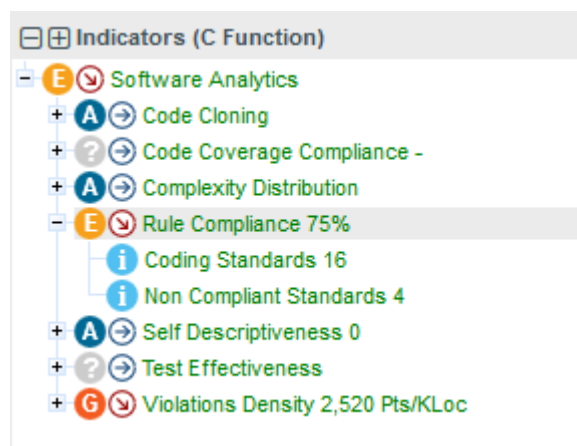 Indicators (C Function)
E Software Analytics
A Code Cloning
? Code Coverage Compliance -
A Complexity Distribution
E Rule Compliance 75%
i Coding Standards 16
i Non Compliant Standards 4
A Self Descriptiveness 0
? Test Effectiveness
G Violations Density 2,520 Pts/KLoc